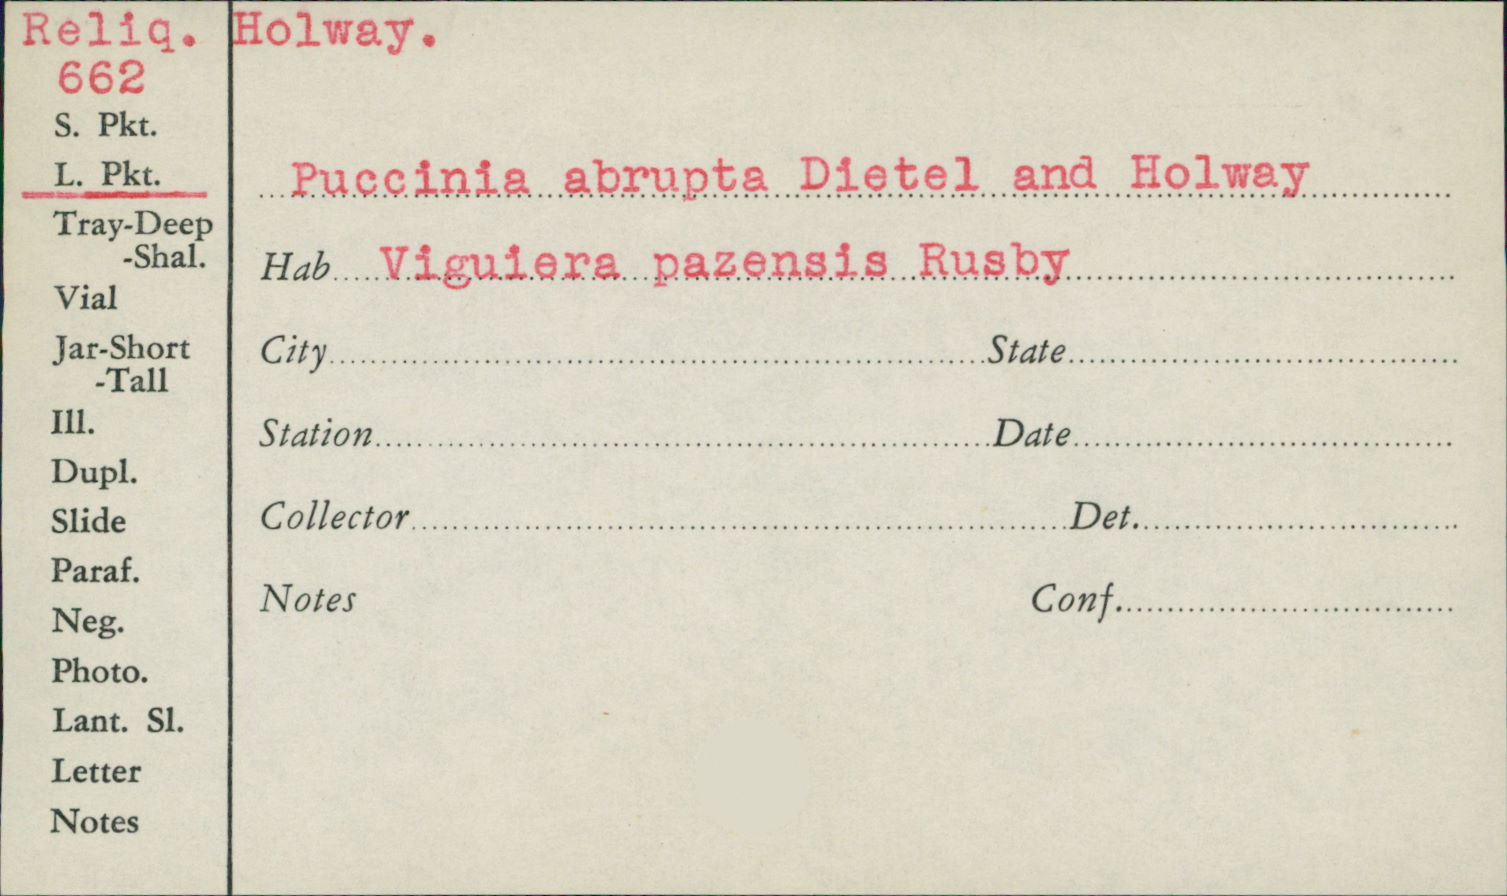 Reliq. Holway.
662
S. Pkt.
L. Pkt.
Tray-Deep
-Shal.
Vial
Jar-Short
-Tall
Ill.
Dupl.
Slide
Paraf.
Neg.
Photo.
Lant. Sl.
Letter
Notes
Puccinia abrupta Dietel and Holway
Hab Viguiera pazensis Rusby
City State
Station Date
Collector Det.
Notes Conf.